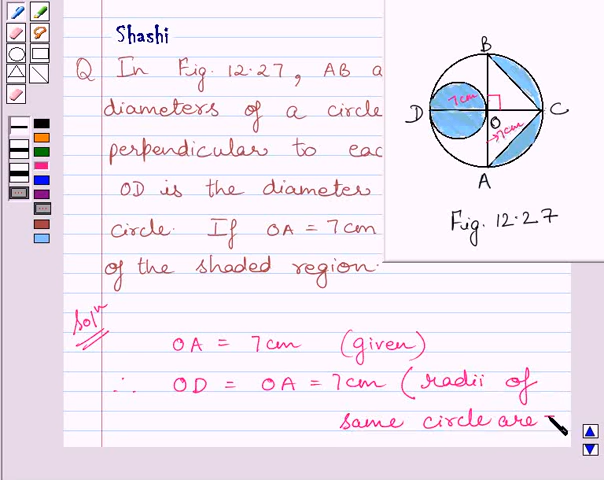 Shashi
Q In Fig. 12.27, AB a
diameters of a circle
perpendicular to eac
OD is the diameter
circle. If OA = 7cm
of the shaded region.
B
7cm
D
C
O
→7cm
A
Fig. 12.27
Solⁿ
OA = 7cm (given)
∴ OD = OA = 7cm (radii of
same circle are